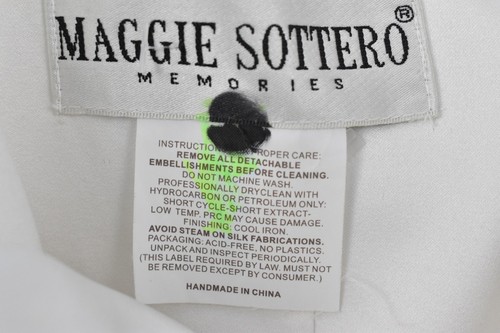 MAGGIE SOTTERO®
MEMORIES
INSTRUCTION PROPER CARE:
REMOVE ALL DETACHABLE
EMBELLISHMENTS BEFORE CLEANING.
DO NOT MACHINE WASH.
PROFESSIONALLY DRYCLEAN WITH
HYDROCARBON OR PETROLEUM ONLY:
SHORT CYCLE-SHORT EXTRACT-
LOW TEMP. PRC MAY CAUSE DAMAGE.
FINISHING: COOL IRON.
AVOID STEAM ON SILK FABRICATIONS.
PACKAGING: ACID-FREE, NO PLASTICS.
UNPACK AND INSPECT PERIODICALLY.
(THIS LABEL REQUIRED BY LAW. MUST NOT
BE REMOVED EXCEPT BY CONSUMER.)
HANDMADE IN CHINA